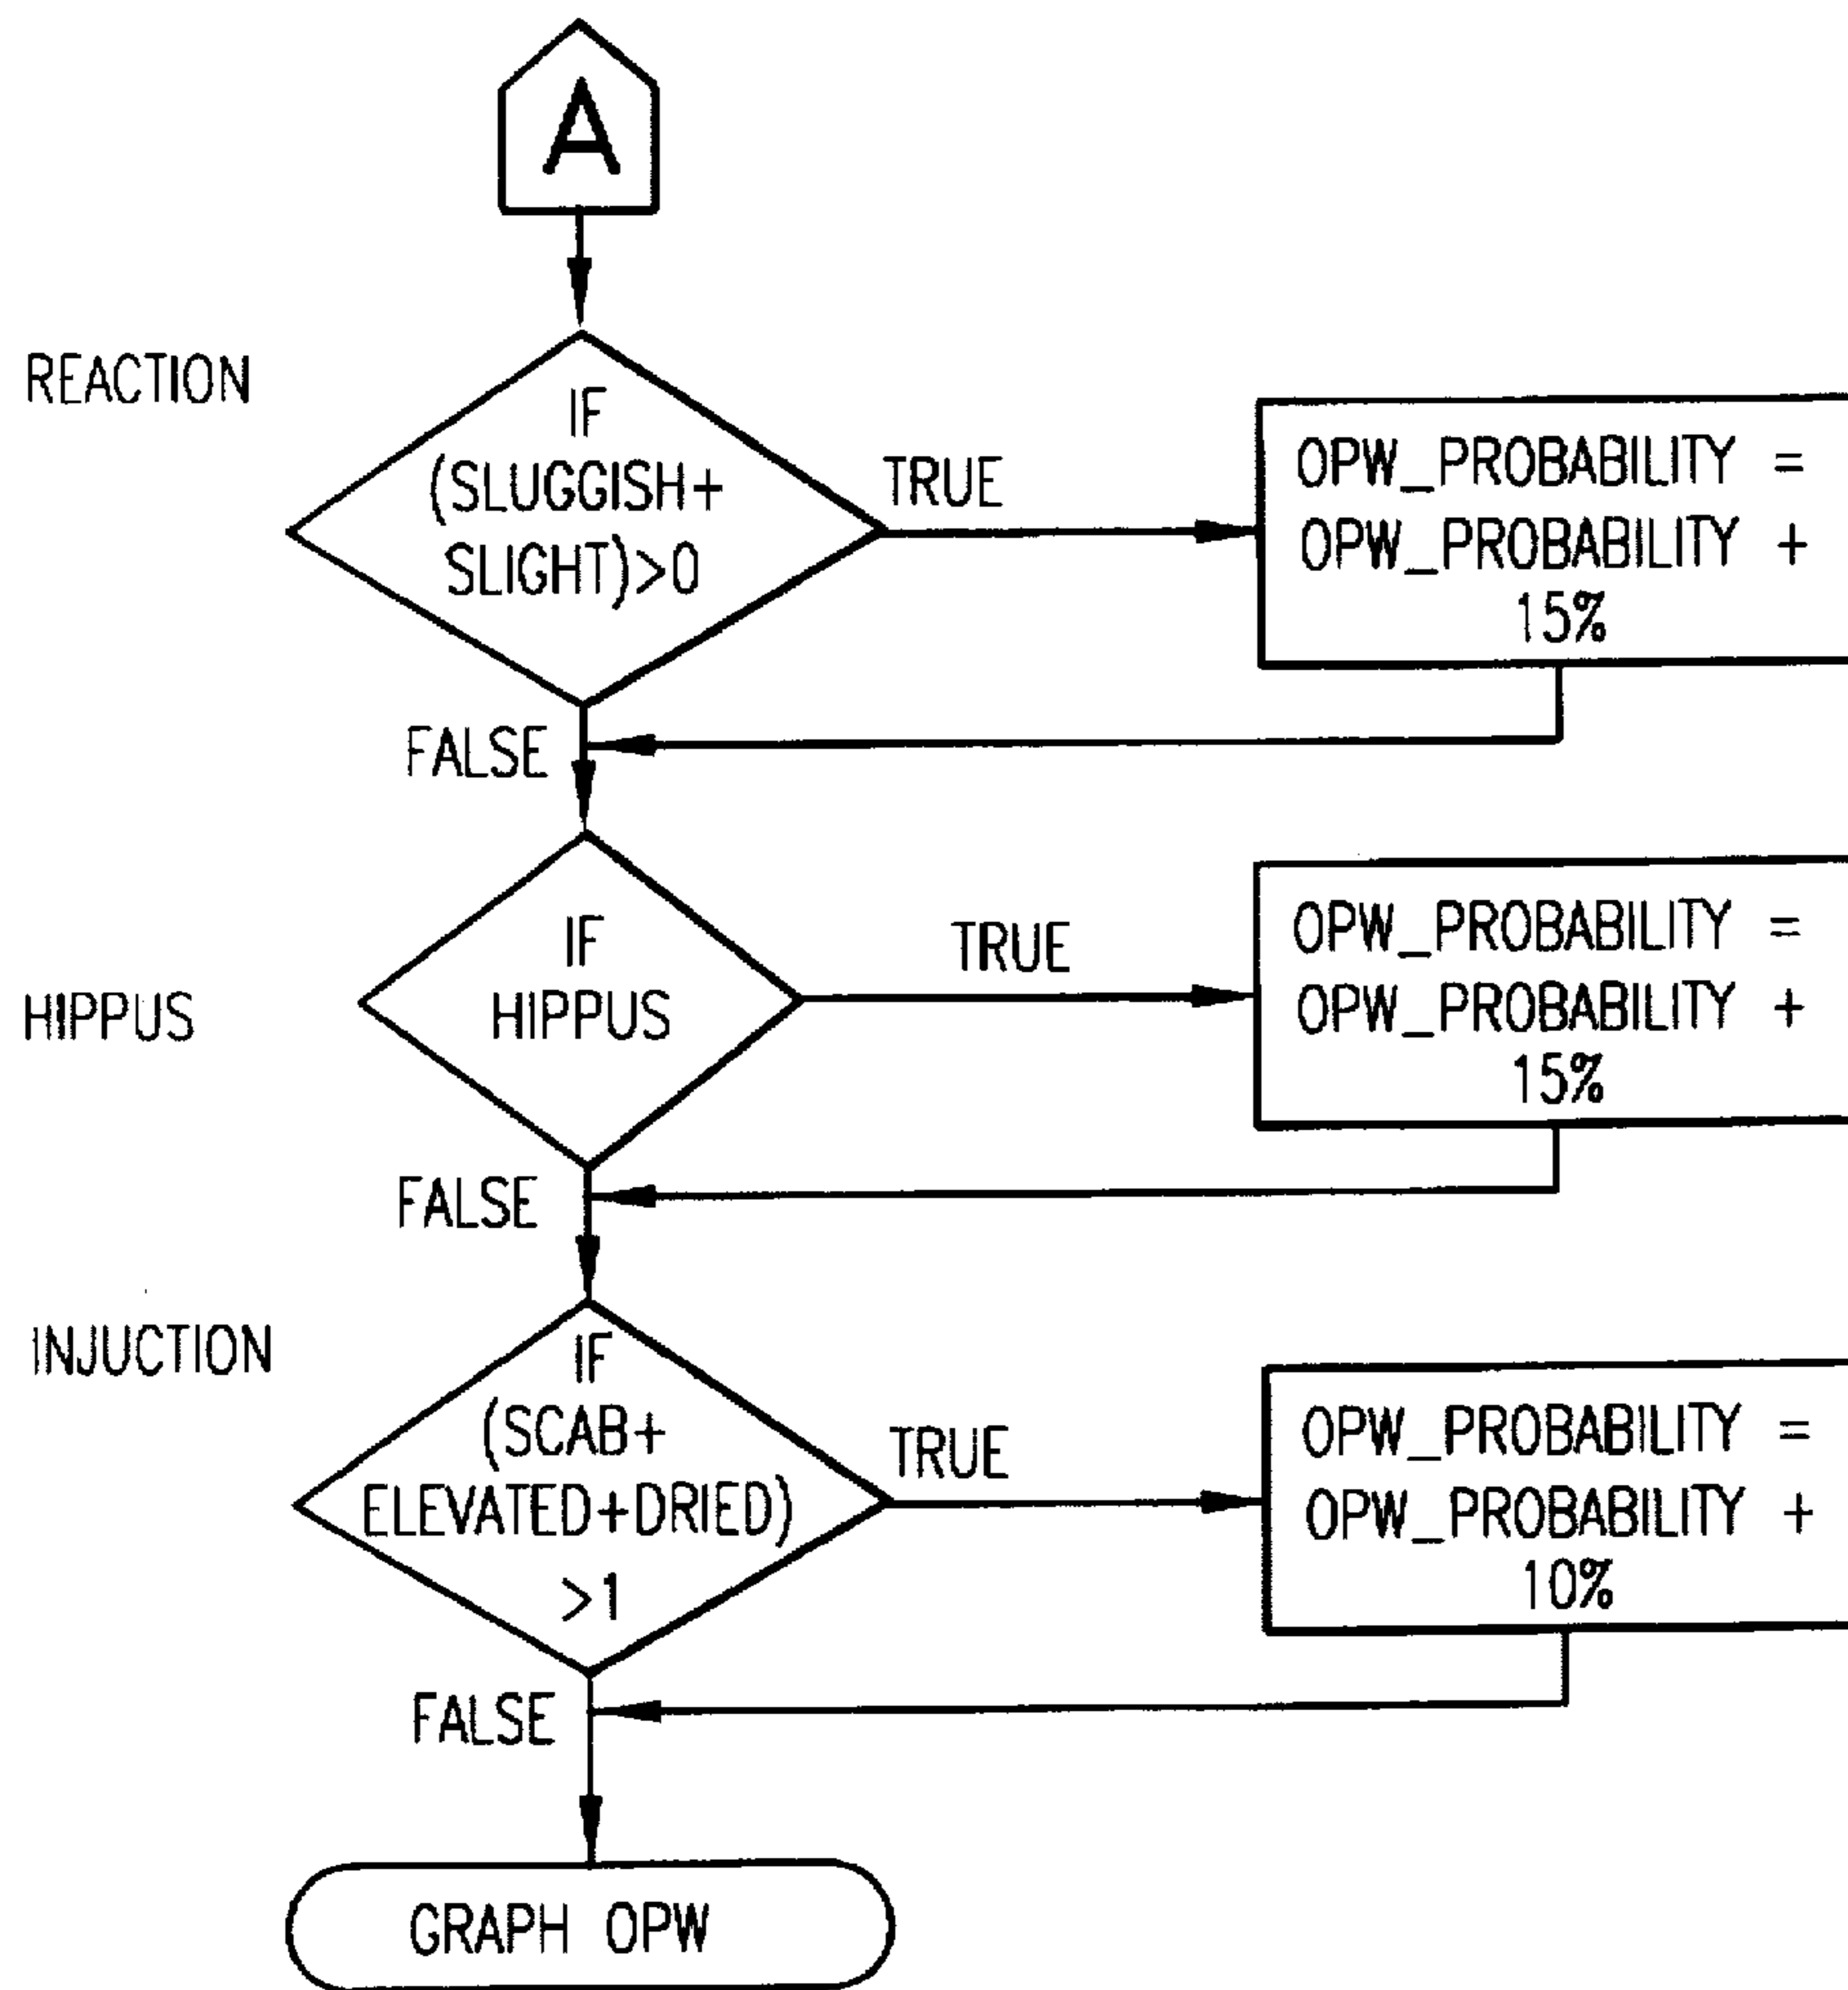 A
REACTION
IF
(SLUGGISH+
SLIGHT)>0
TRUE
OPW_PROBABILITY =
OPW_PROBABILITY +
15%
FALSE
HIPPUS
IF
HIPPUS
TRUE
OPW_PROBABILITY =
OPW_PROBABILITY +
15%
FALSE
INJUCTION
IF
(SCAB+
ELEVATED+DRIED)
>1
TRUE
OPW_PROBABILITY =
OPW_PROBABILITY +
10%
FALSE
GRAPH OPW